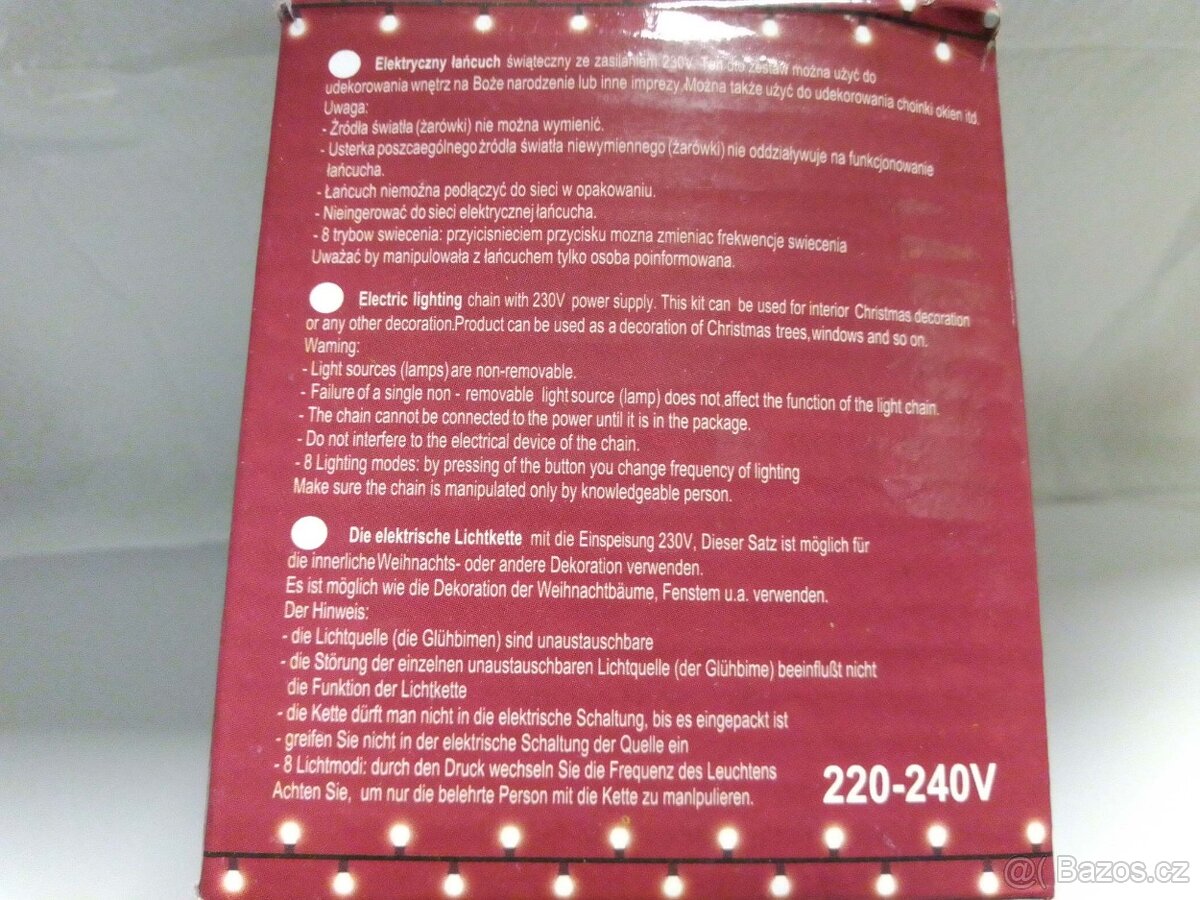 Elektryczny łańcuch świąteczny ze zasilaniem 230V. Ten dla zestaw można użyć do
udekorowania wnętrz na Boże narodzenie lub inne imprezy.Można także użyć do udekorowania choinki okien itd.
Uwaga:
- Żródła światła (żarówki) nie można wymienić.
- Usterka poszcaególnego żródła światła niewymiennego (żarówki) nie oddziaływuje na funkcjonowanie
łańcucha.
- Łańcuch niemoźna podłączyć do sieci w opakowaniu.
- Nieingerować do sieci elektrycznej łańcucha.
- 8 trybow swiecenia: przyicisnieciem przycisku mozna zmieniac frekwencje swiecenia
Uważać by manipulowała z łańcuchem tylko osoba poinformowana.
Electric lighting chain with 230V power supply. This kit can be used for interior Christmas decoration
or any other decoration.Product can be used as a decoration of Christmas trees,windows and so on.
Warning:
- Light sources (lamps) are non-removable.
- Failure of a single non - removable light source (lamp) does not affect the function of the light chain.
- The chain cannot be connected to the power until it is in the package.
- Do not interfere to the electrical device of the chain.
- 8 Lighting modes: by pressing of the button you change frequency of lighting
Make sure the chain is manipulated only by knowledgeable person.
Die elektrische Lichtkette mit die Einspeisung 230V, Dieser Satz ist möglich für
die innerliche Weihnachts- oder andere Dekoration verwenden.
Es ist möglich wie die Dekoration der Weihnachtbäume, Fenstem u.a. verwenden.
Der Hinweis:
- die Lichtquelle (die Glühbimen) sind unaustauschbare
- die Störung der einzelnen unaustauschbaren Lichtquelle (der Glühbime) beeinflußt nicht
die Funktion der Lichtkette
- die Kette dürft man nicht in die elektrische Schaltung, bis es eingepackt ist
- greifen Sie nicht in der elektrische Schaltung der Quelle ein
- 8 Lichtmodi: durch den Druck wechseln Sie die Frequenz des Leuchtens
Achten Sie, um nur die belehrte Person mit die Kette zu manlpulieren.
220-240V
@( Bazos.cz